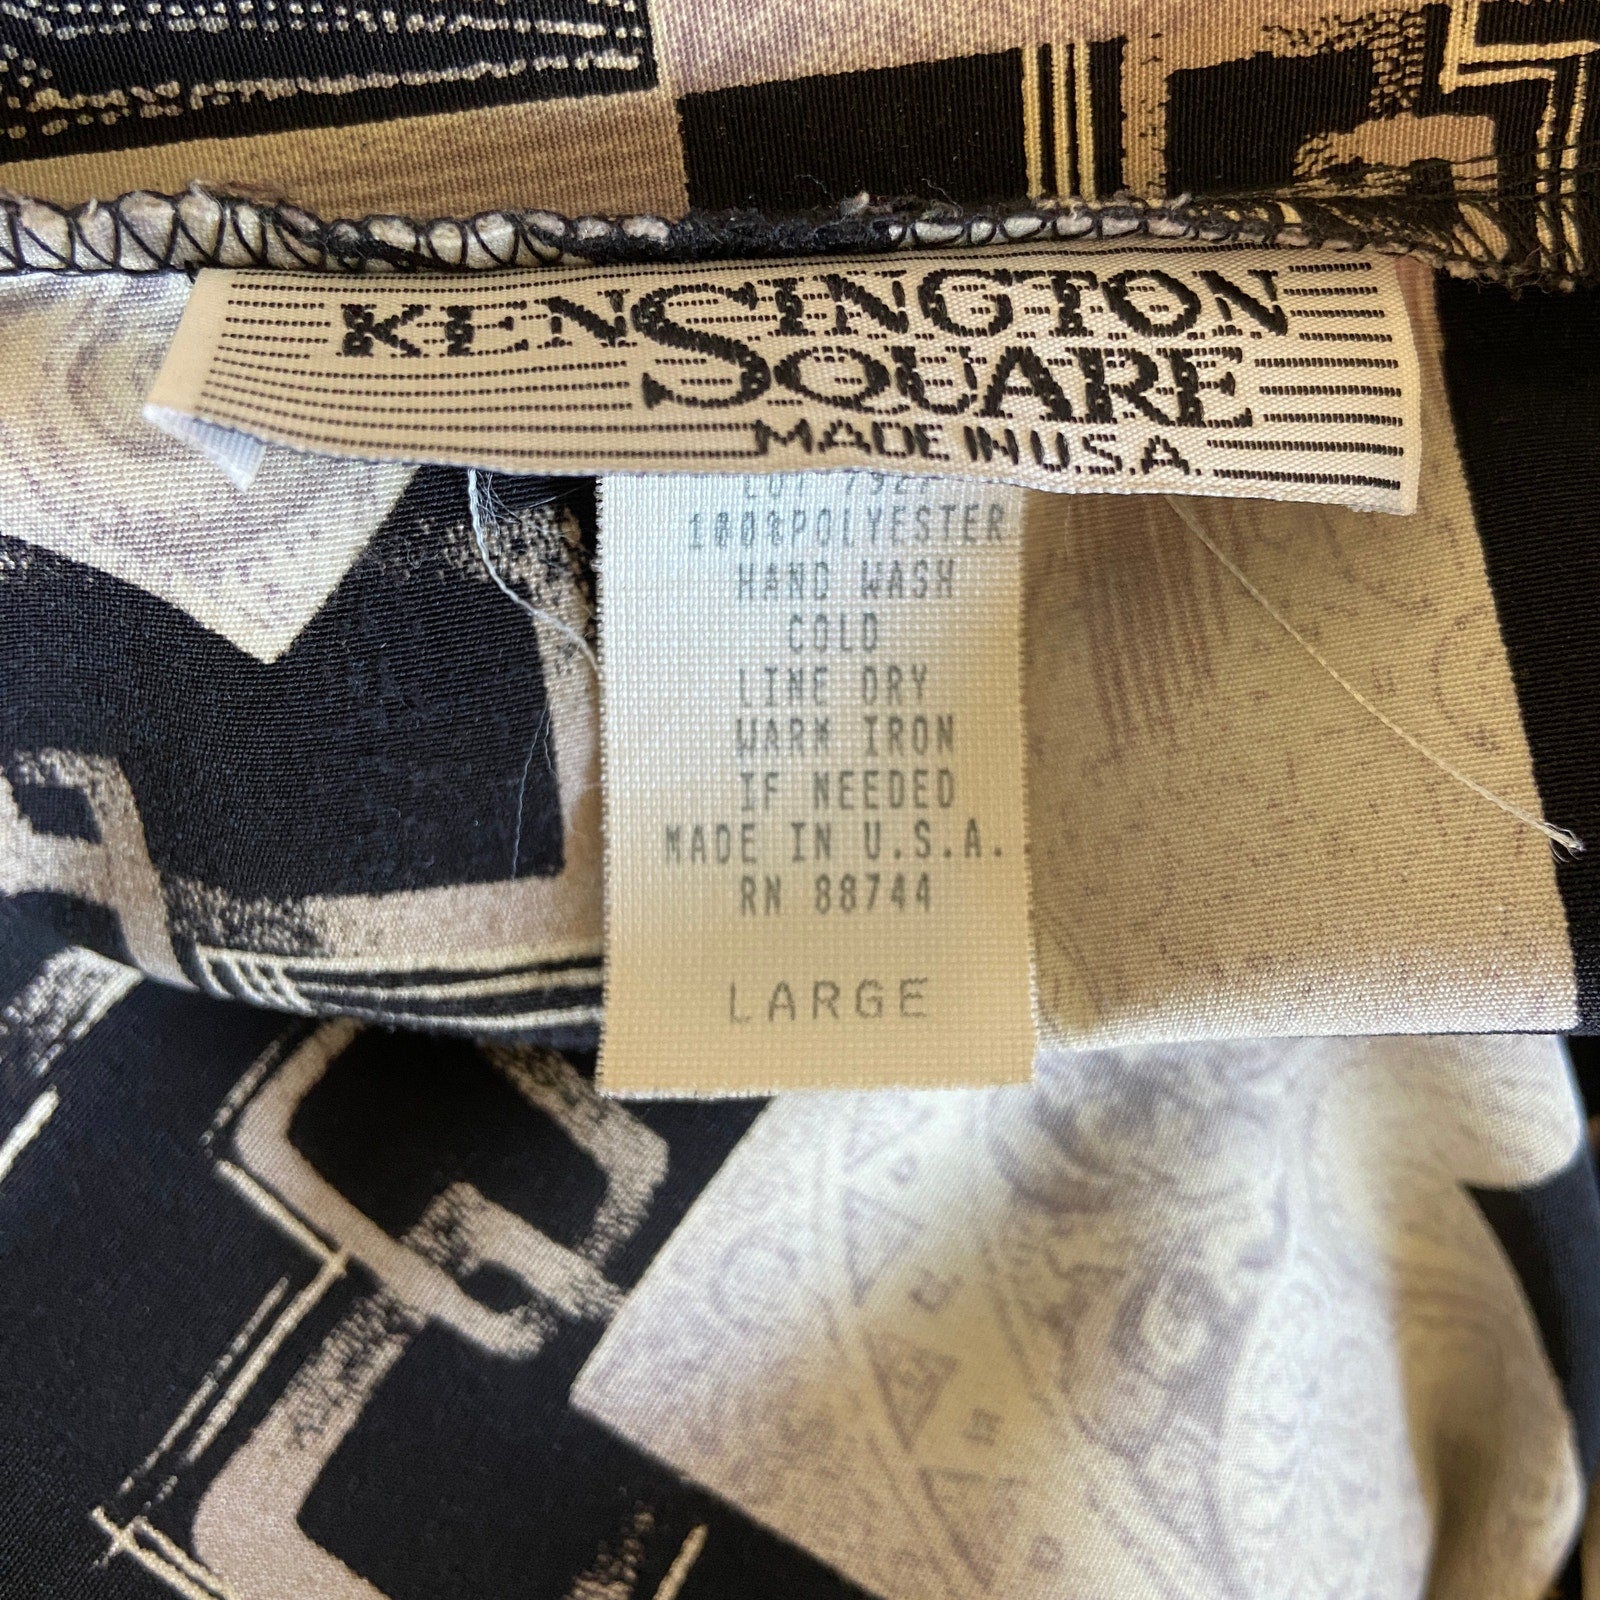 KENSINGTON
SQUARE
MADE IN U.S.A.
LOT
100% POLYESTER
HAND WASH
COLD
LINE DRY
WARM IRON
IF NEEDED
MADE IN U.S.A.
RN 88744
LARGE